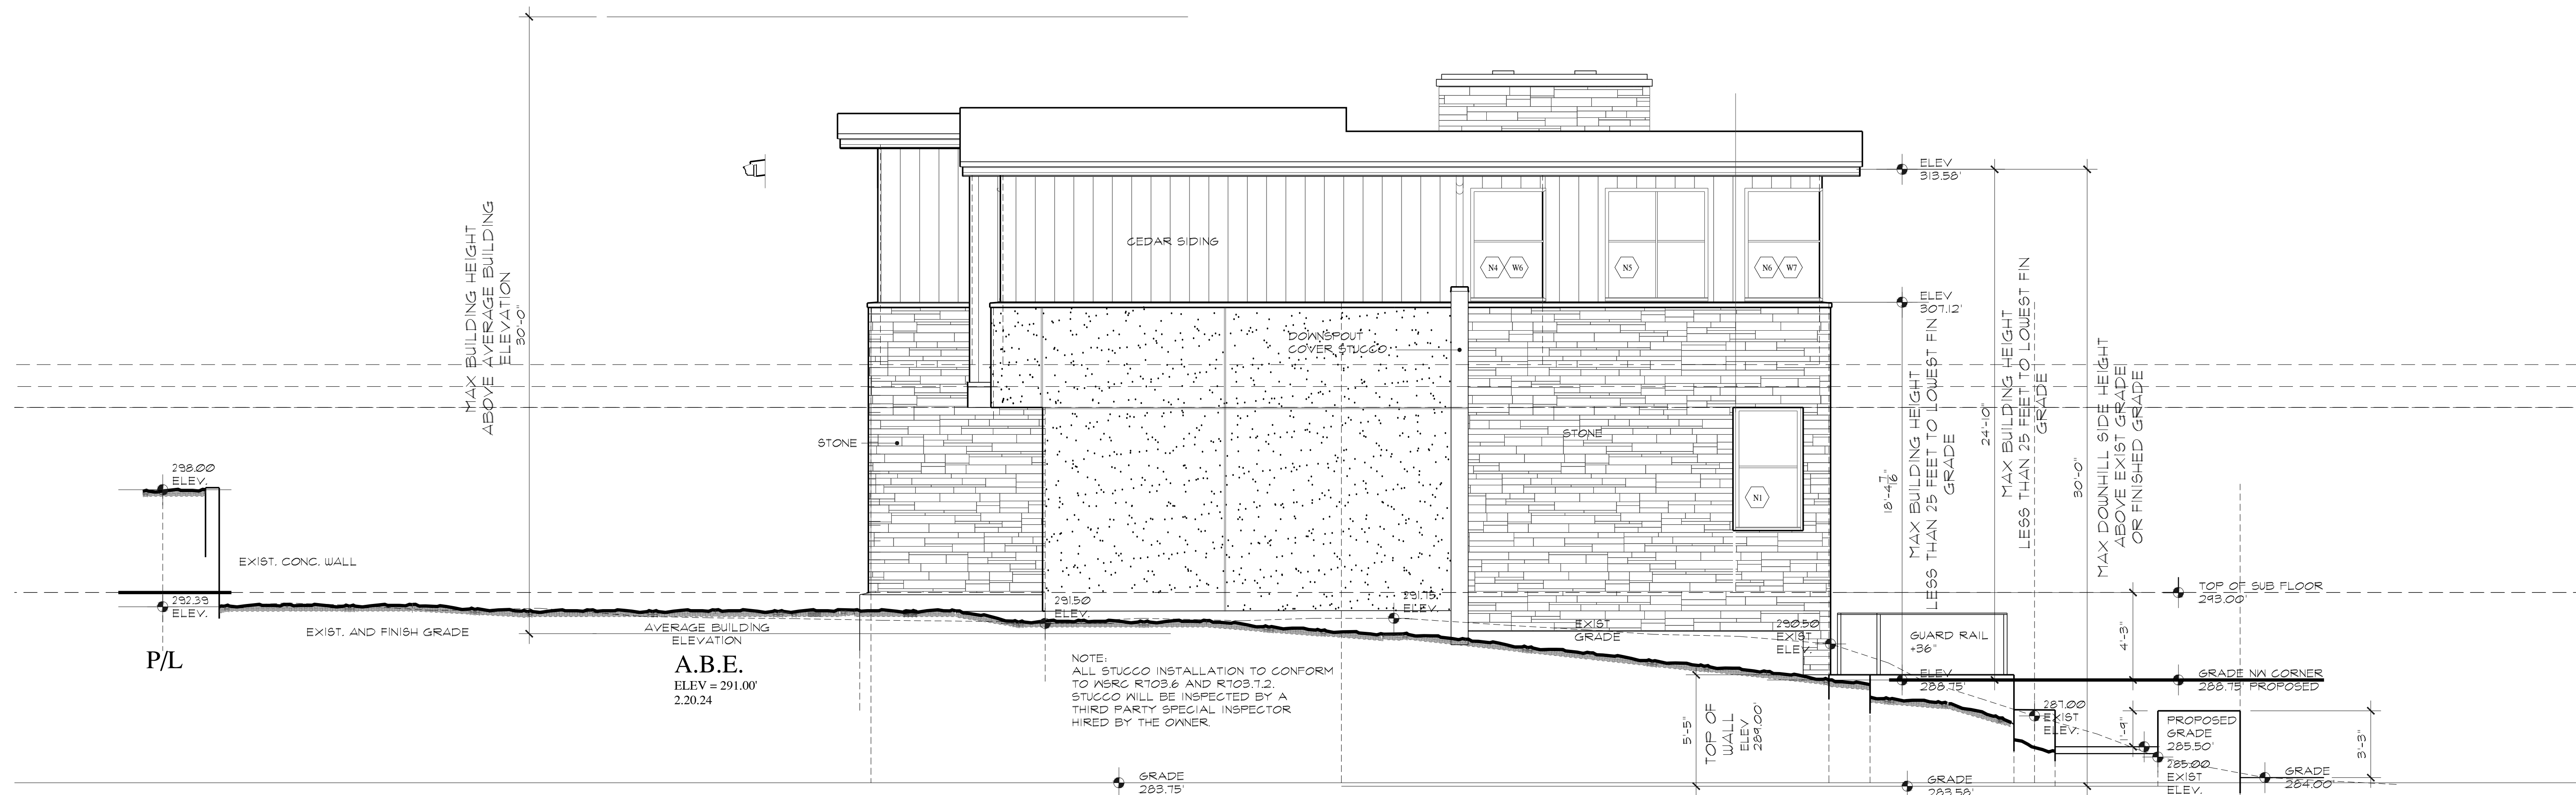 MAX BUILDING HEIGHT
ABOVE AVERAGE BUILDING
ELEVATION
30'-0"
298.00
ELEV.
EXIST. CONC. WALL
292.39
ELEV.
EXIST. AND FINISH GRADE
P/L
AVERAGE BUILDING
ELEVATION
A.B.E.
ELEV = 291.00'
2.20.24
STONE
CEDAR SIDING
DOWNSPOUT
COVER STUCCO
291.50
ELEV.
291.75
ELEV.
NOTE:
ALL STUCCO INSTALLATION TO CONFORM
TO WSRC R703.6 AND R703.7.2.
STUCCO WILL BE INSPECTED BY A
THIRD PARTY SPECIAL INSPECTOR
HIRED BY THE OWNER.
GRADE
283.75'
N4
W6
N5
N6
W7
STONE
N1
EXIST.
GRADE
290.50
EXIST
ELEV.
ELEV
313.58'
ELEV
307.12'
18'-4 7/16"
MAX BUILDING HEIGHT
LESS THAN 25 FEET TO LOWEST FIN
GRADE
24'-10"
MAX BUILDING HEIGHT
LESS THAN 25 FEET TO LOWEST FIN
GRADE
30'-0"
MAX DOWNHILL SIDE HEIGHT
ABOVE EXIST GRADE
OR FINISHED GRADE
TOP OF SUB FLOOR
293.00'
4'-3"
GUARD RAIL
+36"
ELEV
288.75'
GRADE NW CORNER
288.75' PROPOSED
5'-5"
TOP OF
WALL
ELEV
289.00'
287.00
EXIST
ELEV.
1'-9"
PROPOSED
GRADE
285.50'
285.00
EXIST
ELEV.
3'-3"
GRADE
284.00'
GRADE
283.58'